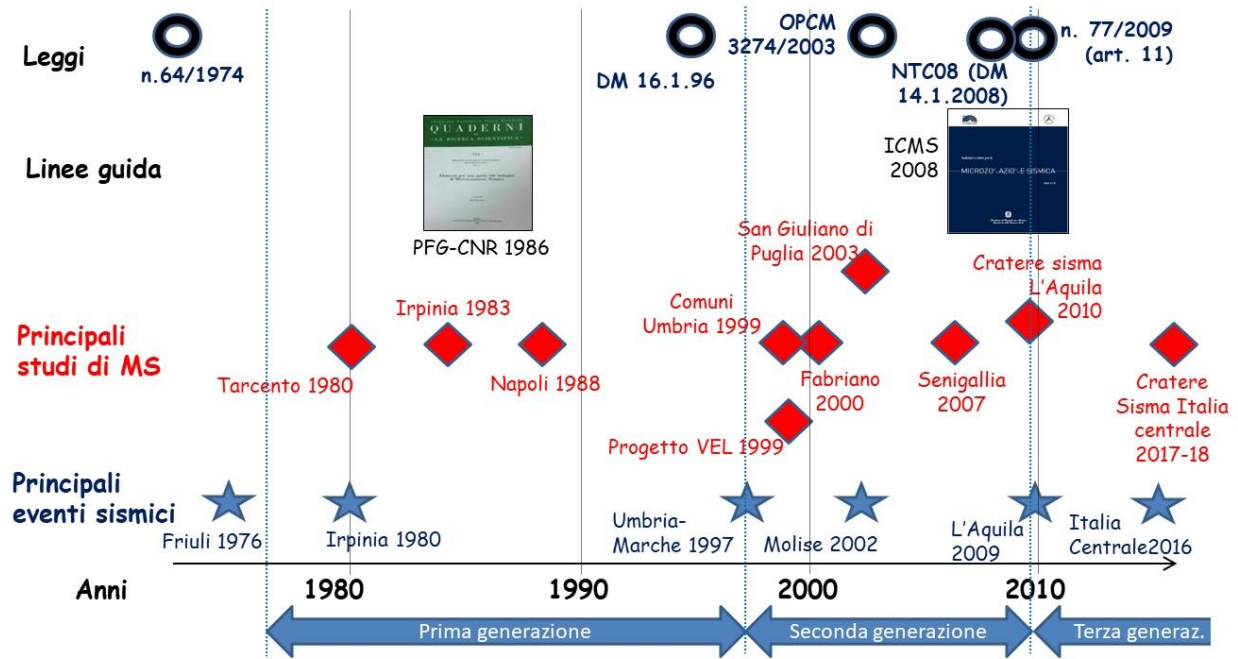 Leggi
n.64/1974
DM 16.1.96
OPCM
3274/2003
NTC08 (DM
14.1.2008)
n. 77/2009
(art. 11)
Linee guida
QUADERNI
"LA RICERCA SCIENTIFICA"
PFG-CNR 1986
ICMS
2008
MICROZONAZIONE SISMICA
Principali
studi di MS
Tarcento 1980
Irpinia 1983
Napoli 1988
Comuni
Umbria 1999
Progetto VEL 1999
San Giuliano di
Puglia 2003
Fabriano
2000
Senigallia
2007
Cratere sisma
L'Aquila
2010
Cratere
Sisma Italia
centrale
2017-18
Principali
eventi sismici
Friuli 1976
Irpinia 1980
Umbria-
Marche 1997
Molise 2002
L'Aquila
2009
Italia
Centrale2016
Anni
1980
1990
2000
2010
Prima generazione
Seconda generazione
Terza generaz.